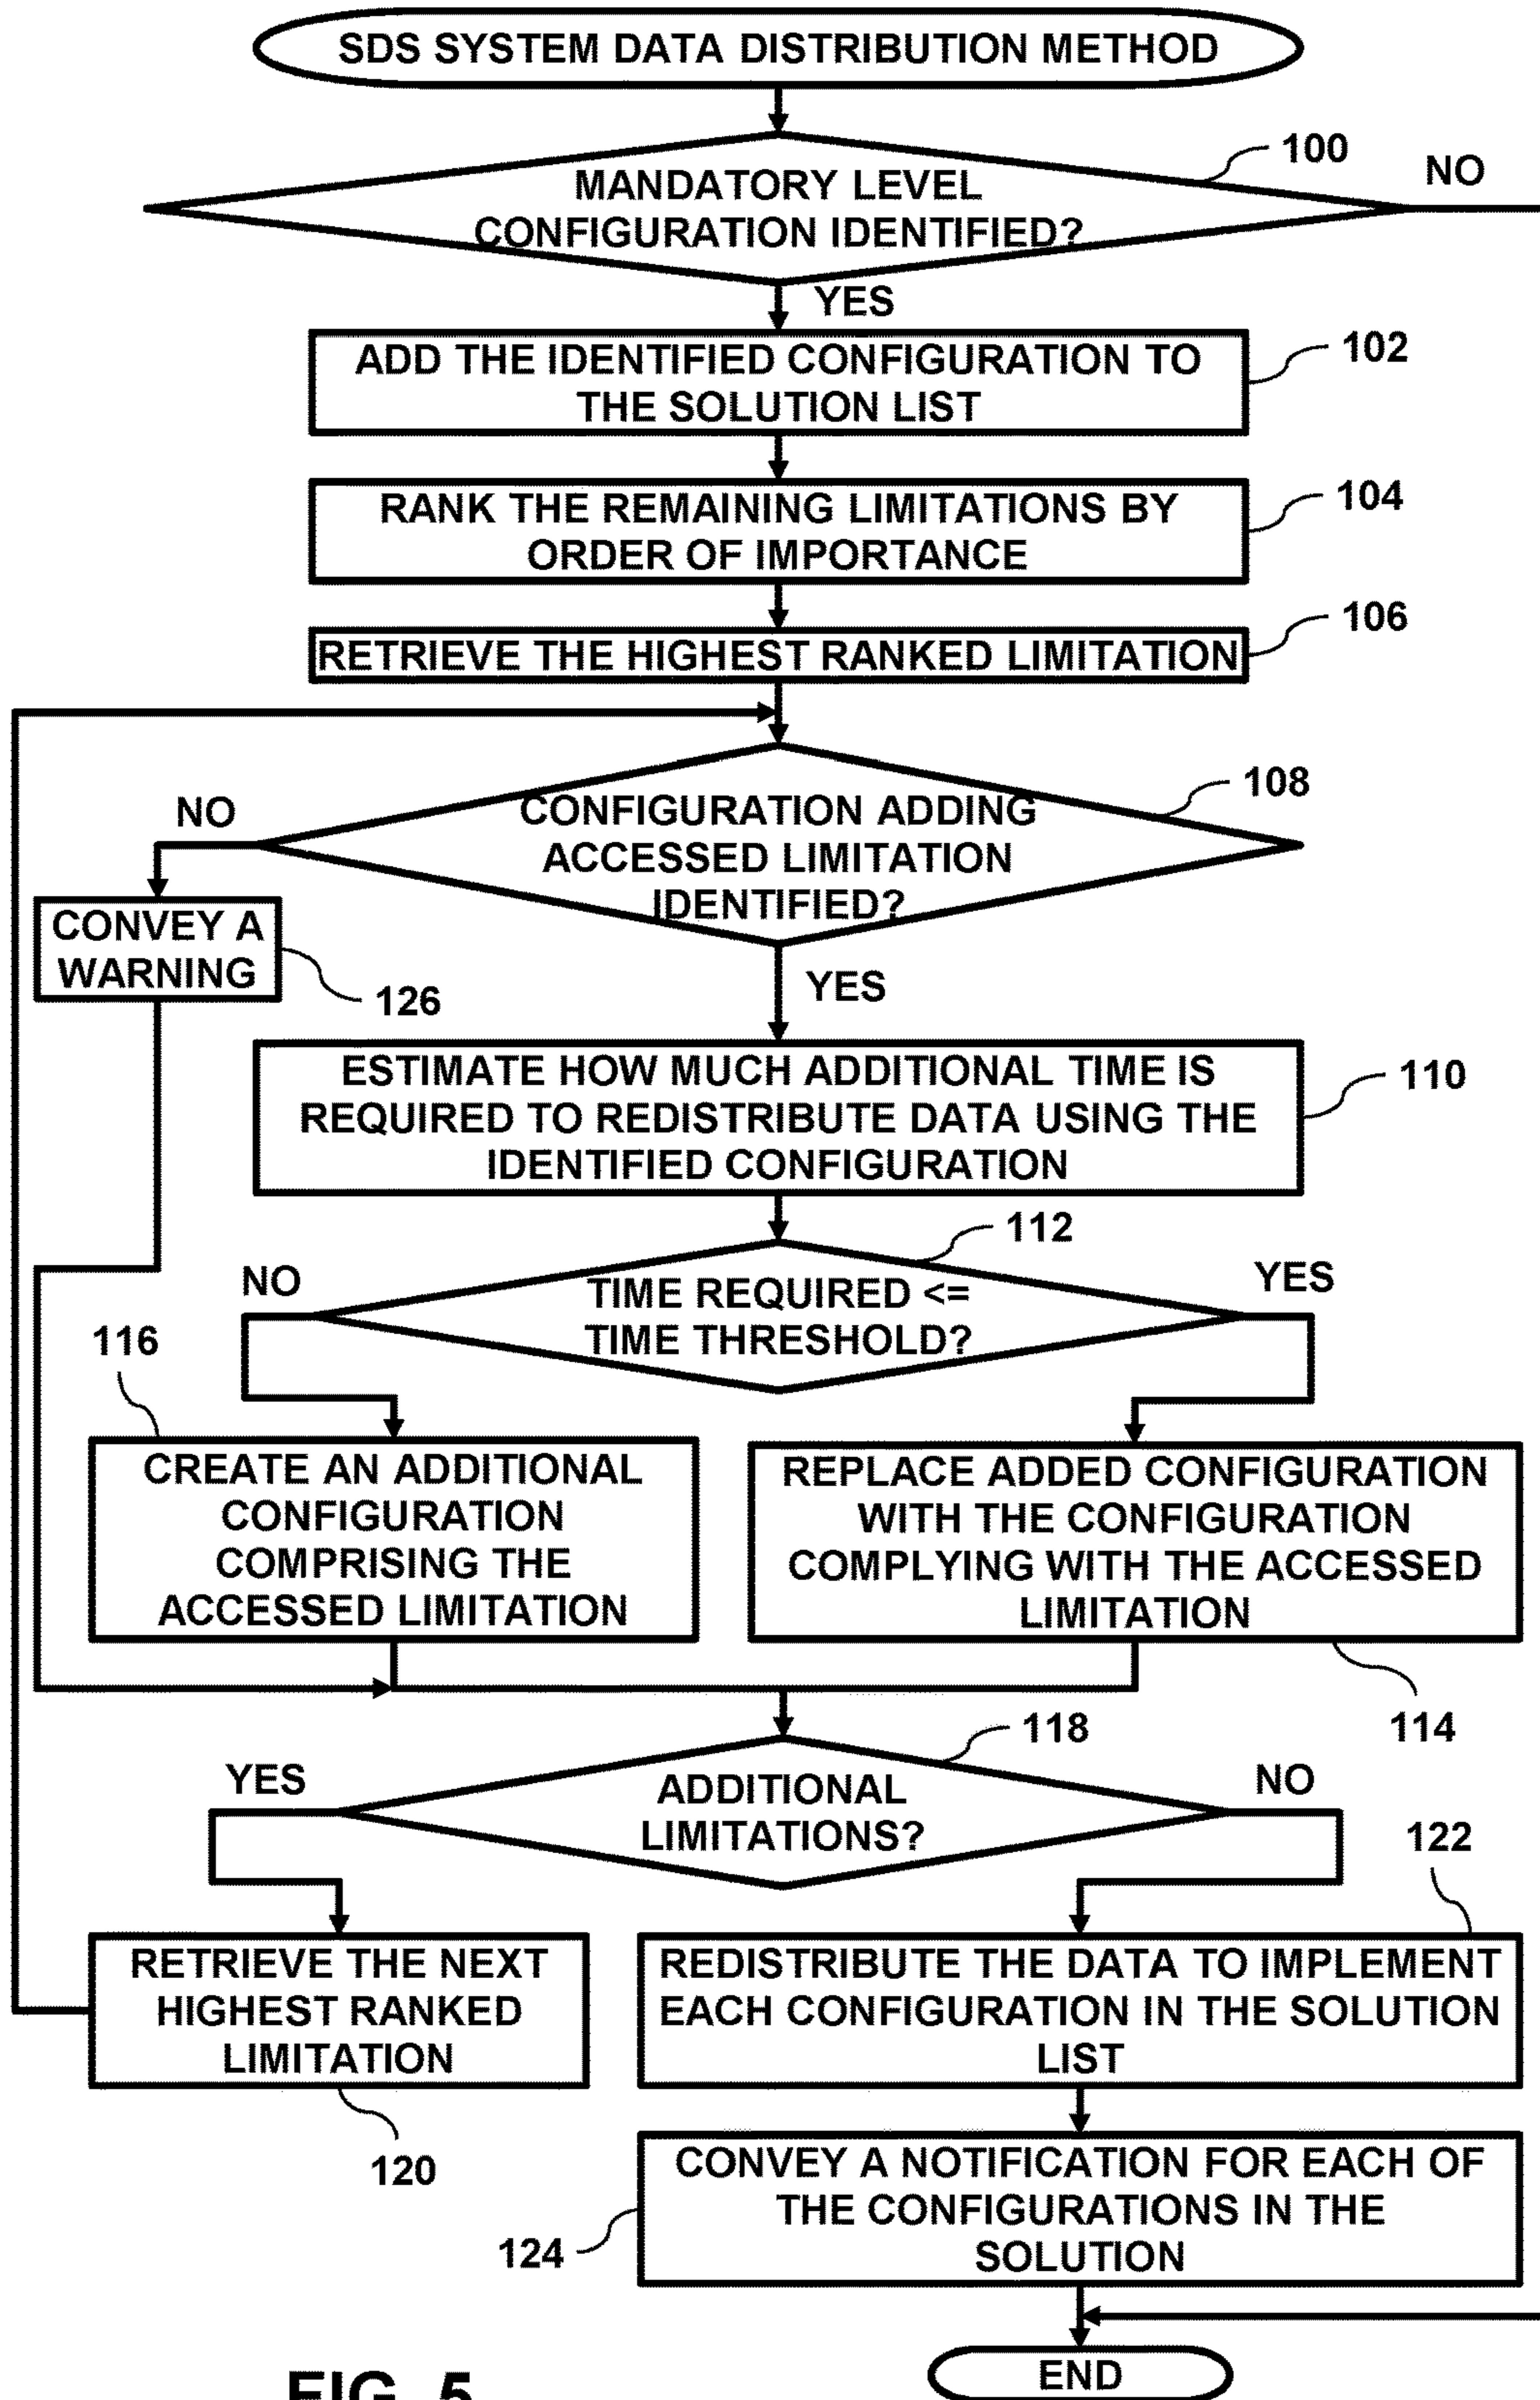 SDS SYSTEM DATA DISTRIBUTION METHOD
100
NO
MANDATORY LEVEL
CONFIGURATION IDENTIFIED?
YES
102
ADD THE IDENTIFIED CONFIGURATION TO
THE SOLUTION LIST
104
RANK THE REMAINING LIMITATIONS BY
ORDER OF IMPORTANCE
106
RETRIEVE THE HIGHEST RANKED LIMITATION
108
NO
CONFIGURATION ADDING
ACCESSED LIMITATION
IDENTIFIED?
CONVEY A
WARNING
126
YES
ESTIMATE HOW MUCH ADDITIONAL TIME IS
REQUIRED TO REDISTRIBUTE DATA USING THE
IDENTIFIED CONFIGURATION
110
112
NO
YES
TIME REQUIRED <=
TIME THRESHOLD?
116
CREATE AN ADDITIONAL
CONFIGURATION
COMPRISING THE
ACCESSED LIMITATION
REPLACE ADDED CONFIGURATION
WITH THE CONFIGURATION
COMPLYING WITH THE ACCESSED
LIMITATION
114
118
YES
NO
ADDITIONAL
LIMITATIONS?
122
RETRIEVE THE NEXT
HIGHEST RANKED
LIMITATION
120
REDISTRIBUTE THE DATA TO IMPLEMENT
EACH CONFIGURATION IN THE SOLUTION
LIST
CONVEY A NOTIFICATION FOR EACH OF
THE CONFIGURATIONS IN THE
SOLUTION
124
END
FIG. 5